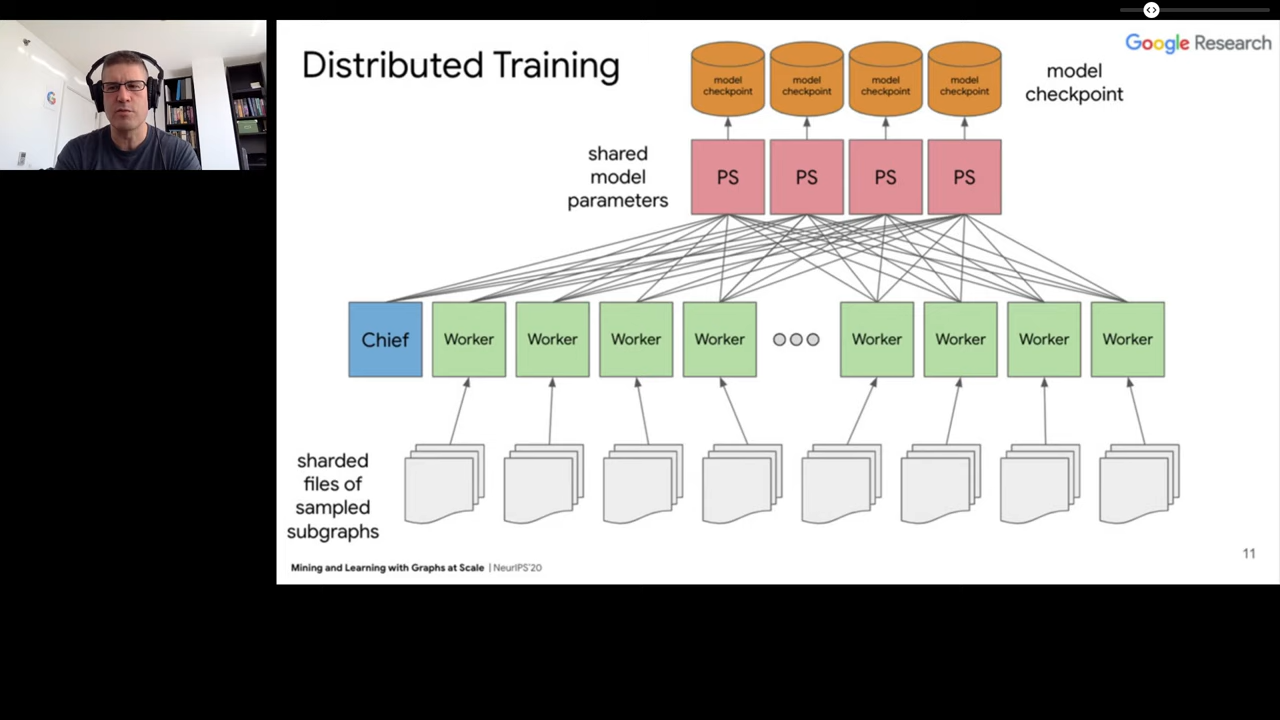 Distributed Training
Google Research
model
checkpoint
model
checkpoint
model
checkpoint
model
checkpoint
model
checkpoint
shared
model
parameters
PS
PS
PS
PS
Chief
Worker
Worker
Worker
Worker
Worker
Worker
Worker
Worker
sharded
files of
sampled
subgraphs
11
Mining and Learning with Graphs at Scale | NeurIPS'20